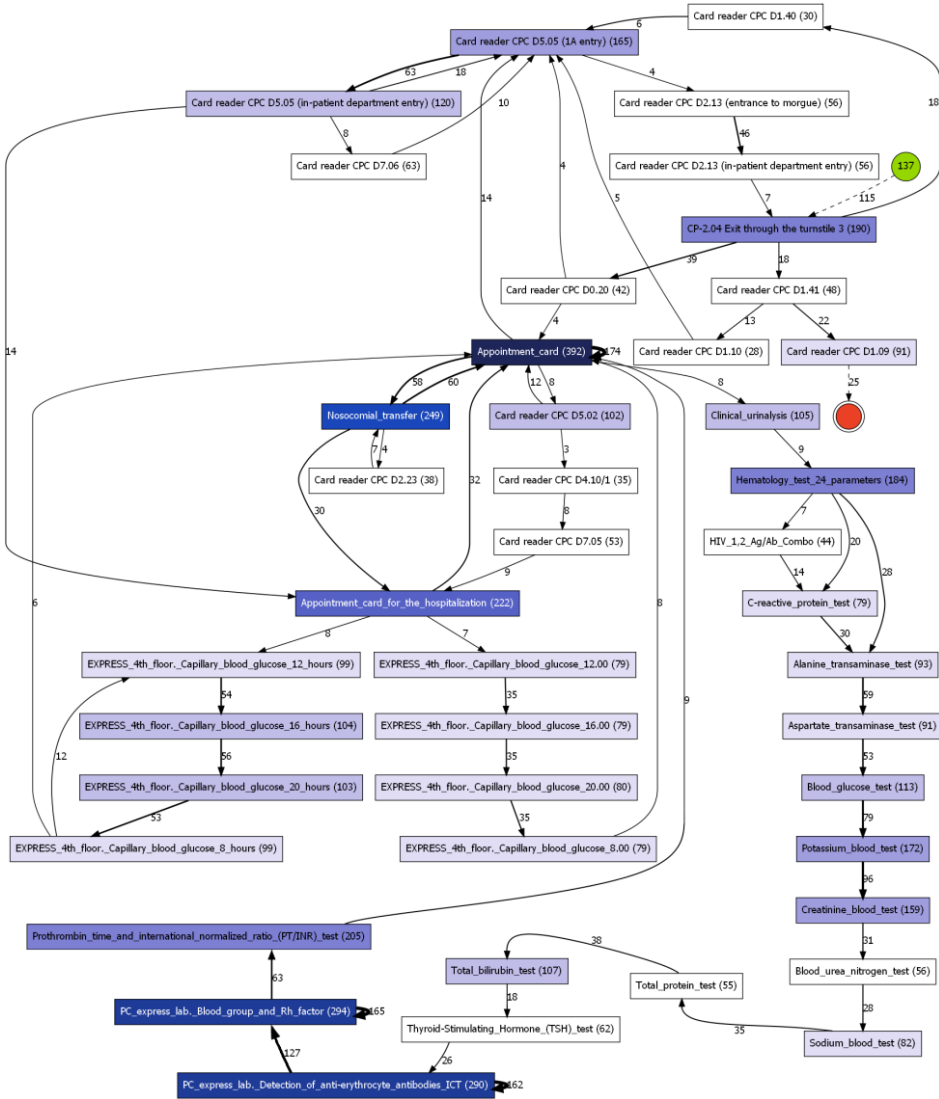 Card reader CPC D1.40 (30)
6
Card reader CPC D5.05 (1A entry) (165)
63
18
4
Card reader CPC D5.05 (in-patient department entry) (120)
Card reader CPC D2.13 (entrance to morgue) (56)
18
10
8
46
Card reader CPC D7.06 (63)
Card reader CPC D2.13 (in-patient department entry) (56)
137
4
5
7
115
14
CP-2.04 Exit through the turnstile 3 (190)
39
18
Card reader CPC D0.20 (42)
Card reader CPC D1.41 (48)
4
13
22
14
Appointment_card (392)
174
Card reader CPC D1.10 (28)
Card reader CPC D1.09 (91)
58
60
12
8
8
25
Nosocomial_transfer (249)
Card reader CPC D5.02 (102)
Clinical_urinalysis (105)
7
4
3
9
Card reader CPC D2.23 (38)
32
Card reader CPC D4.10/1 (35)
Hematology_test_24_parameters (184)
30
8
7
20
28
Card reader CPC D7.05 (53)
HIV_1,2_Ag/Ab_Combo (44)
9
14
Appointment_card_for_the_hospitalization (222)
C-reactive_protein_test (79)
6
8
8
7
30
EXPRESS_4th_floor._Capillary_blood_glucose_12_hours (99)
EXPRESS_4th_floor._Capillary_blood_glucose_12.00 (79)
Alanine_transaminase_test (93)
54
35
9
59
EXPRESS_4th_floor._Capillary_blood_glucose_16_hours (104)
EXPRESS_4th_floor._Capillary_blood_glucose_16.00 (79)
Aspartate_transaminase_test (91)
12
56
35
53
EXPRESS_4th_floor._Capillary_blood_glucose_20_hours (103)
EXPRESS_4th_floor._Capillary_blood_glucose_20.00 (80)
Blood_glucose_test (113)
53
35
79
EXPRESS_4th_floor._Capillary_blood_glucose_8_hours (99)
EXPRESS_4th_floor._Capillary_blood_glucose_8.00 (79)
Potassium_blood_test (172)
96
Creatinine_blood_test (159)
Prothrombin_time_and_international_normalized_ratio_(PT/INR)_test (205)
38
31
Total_bilirubin_test (107)
Total_protein_test (55)
Blood_urea_nitrogen_test (56)
63
18
28
PC_express_lab._Blood_group_and_Rh_factor (294)
165
Thyroid-Stimulating_Hormone_(TSH)_test (62)
35
Sodium_blood_test (82)
127
26
PC_express_lab._Detection_of_anti-erythrocyte_antibodies_ICT (290)
162